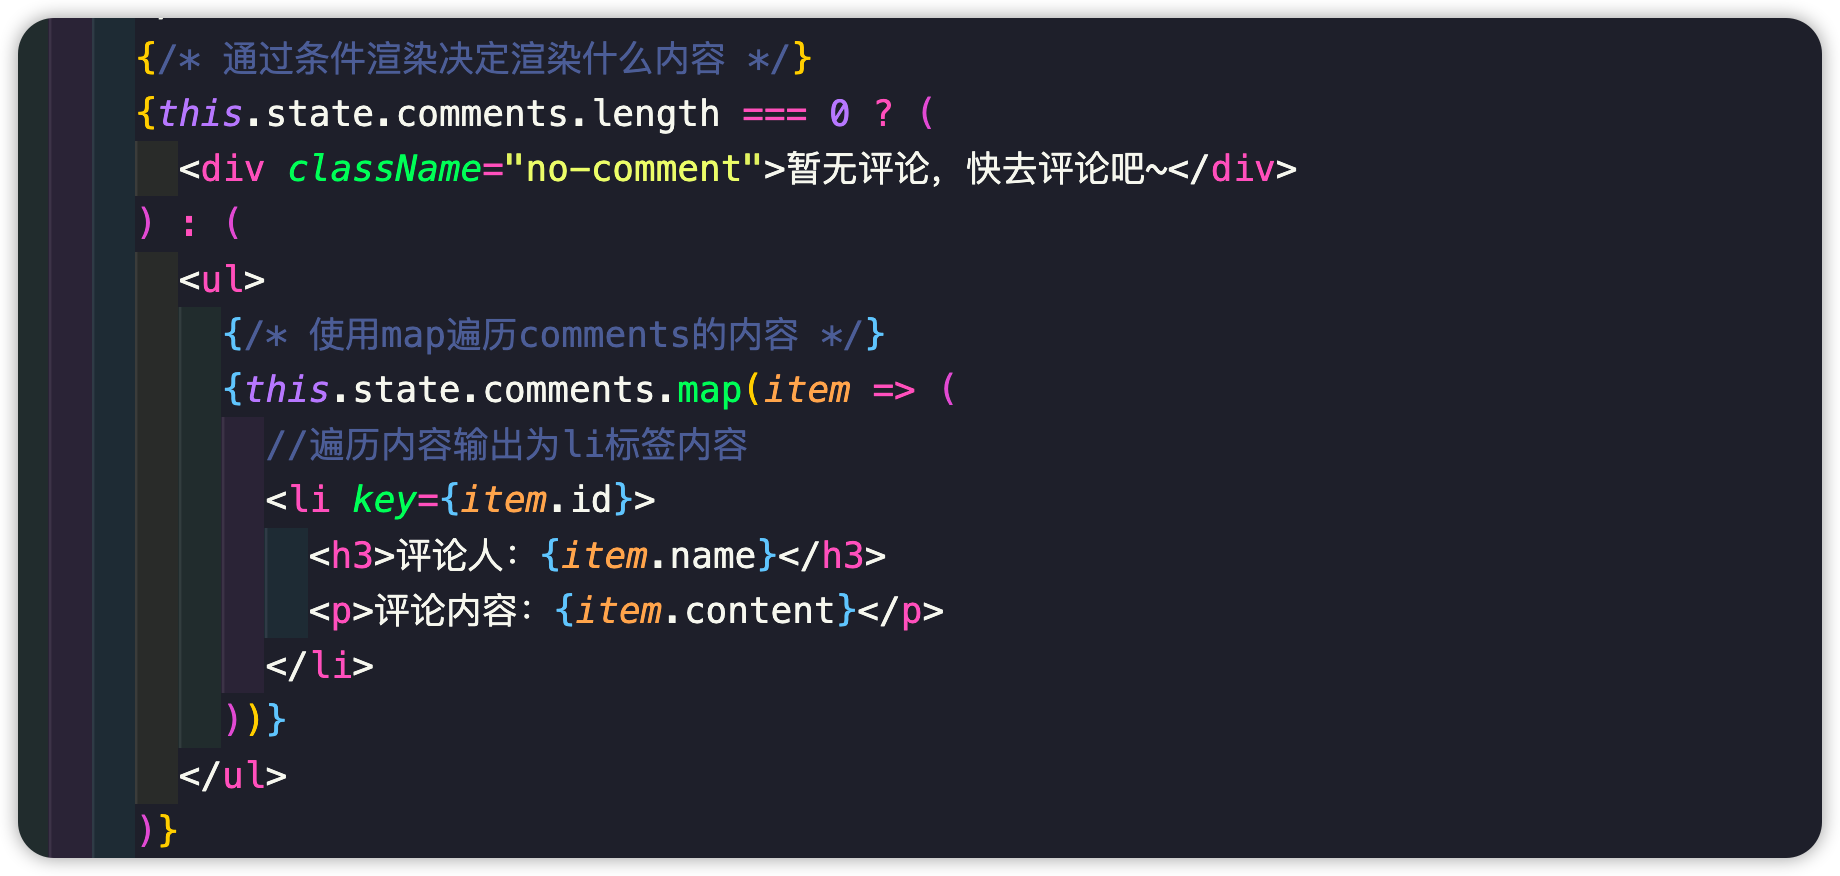 {/* 通过条件渲染决定渲染什么内容 */}
{this.state.comments.length === 0 ? (
<div className="no-comment">暂无评论，快去评论吧~</div>
) : (
<ul>
{/* 使用map遍历comments的内容 */}
{this.state.comments.map(item => (
//遍历内容输出为li标签内容
<li key={item.id}>
<h3>评论人：{item.name}</h3>
<p>评论内容：{item.content}</p>
</li>
))}
</ul>
)}